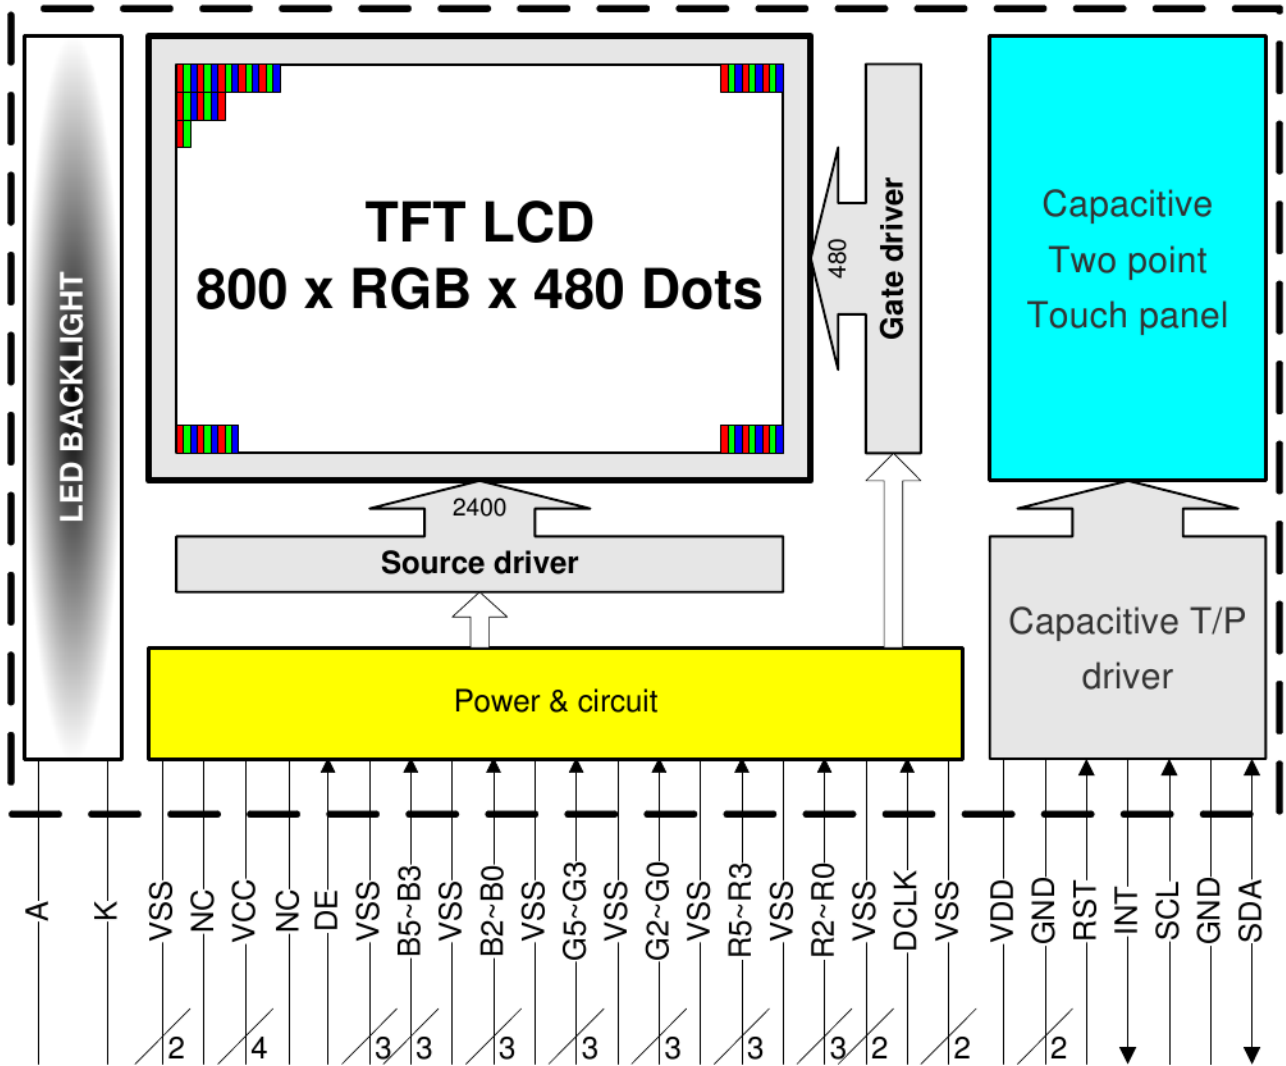 LED BACKLIGHT
TFT LCD
800 x RGB x 480 Dots
480
Gate driver
Capacitive
Two point
Touch panel
2400
Source driver
Capacitive T/P
driver
Power & circuit
A
K
VSS
NC
VCC
NC
DE
VSS
B5~B3
VSS
B2~B0
VSS
G5~G3
VSS
G2~G0
VSS
R5~R3
VSS
R2~R0
VSS
DCLK
VSS
VDD
GND
RST
INT
SCL
GND
SDA
2
4
3
3
3
3
3
3
3
2
2
2